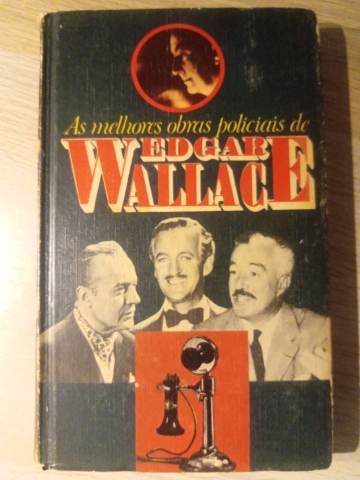 As melhores obras policiais de
EDGAR
WALLACE